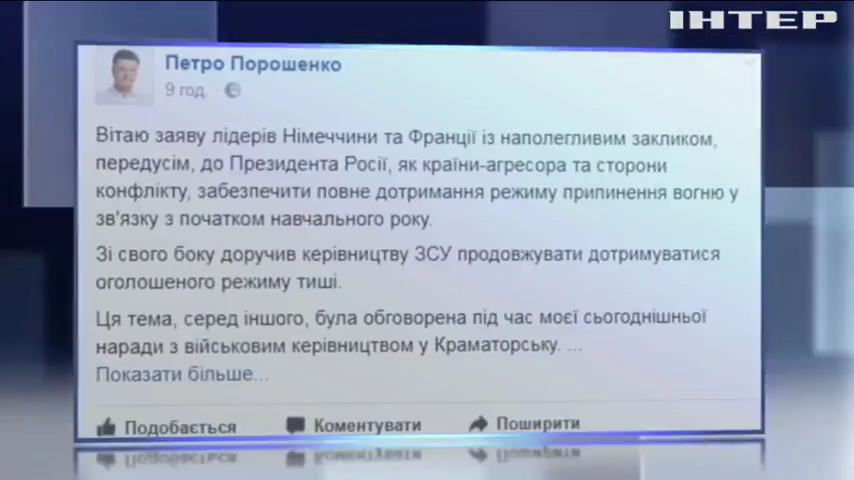 ІНТЕР
Петро Порошенко
9 год.
Вітаю заяву лідерів Німеччини та Франції із наполегливим закликом,
передусім, до Президента Росії, як країни-агресора та сторони
конфлікту, забезпечити повне дотримання режиму припинення вогню у
зв'язку з початком навчального року.
Зі свого боку доручив керівництву ЗСУ продовжувати дотримуватися
оголошеного режиму тиші.
Ця тема, серед іншого, була обговорена під час моєї сьогоднішньої
наради з військовим керівництвом у Краматорську. ...
Показати більше...
Подобається Коментувати Поширити